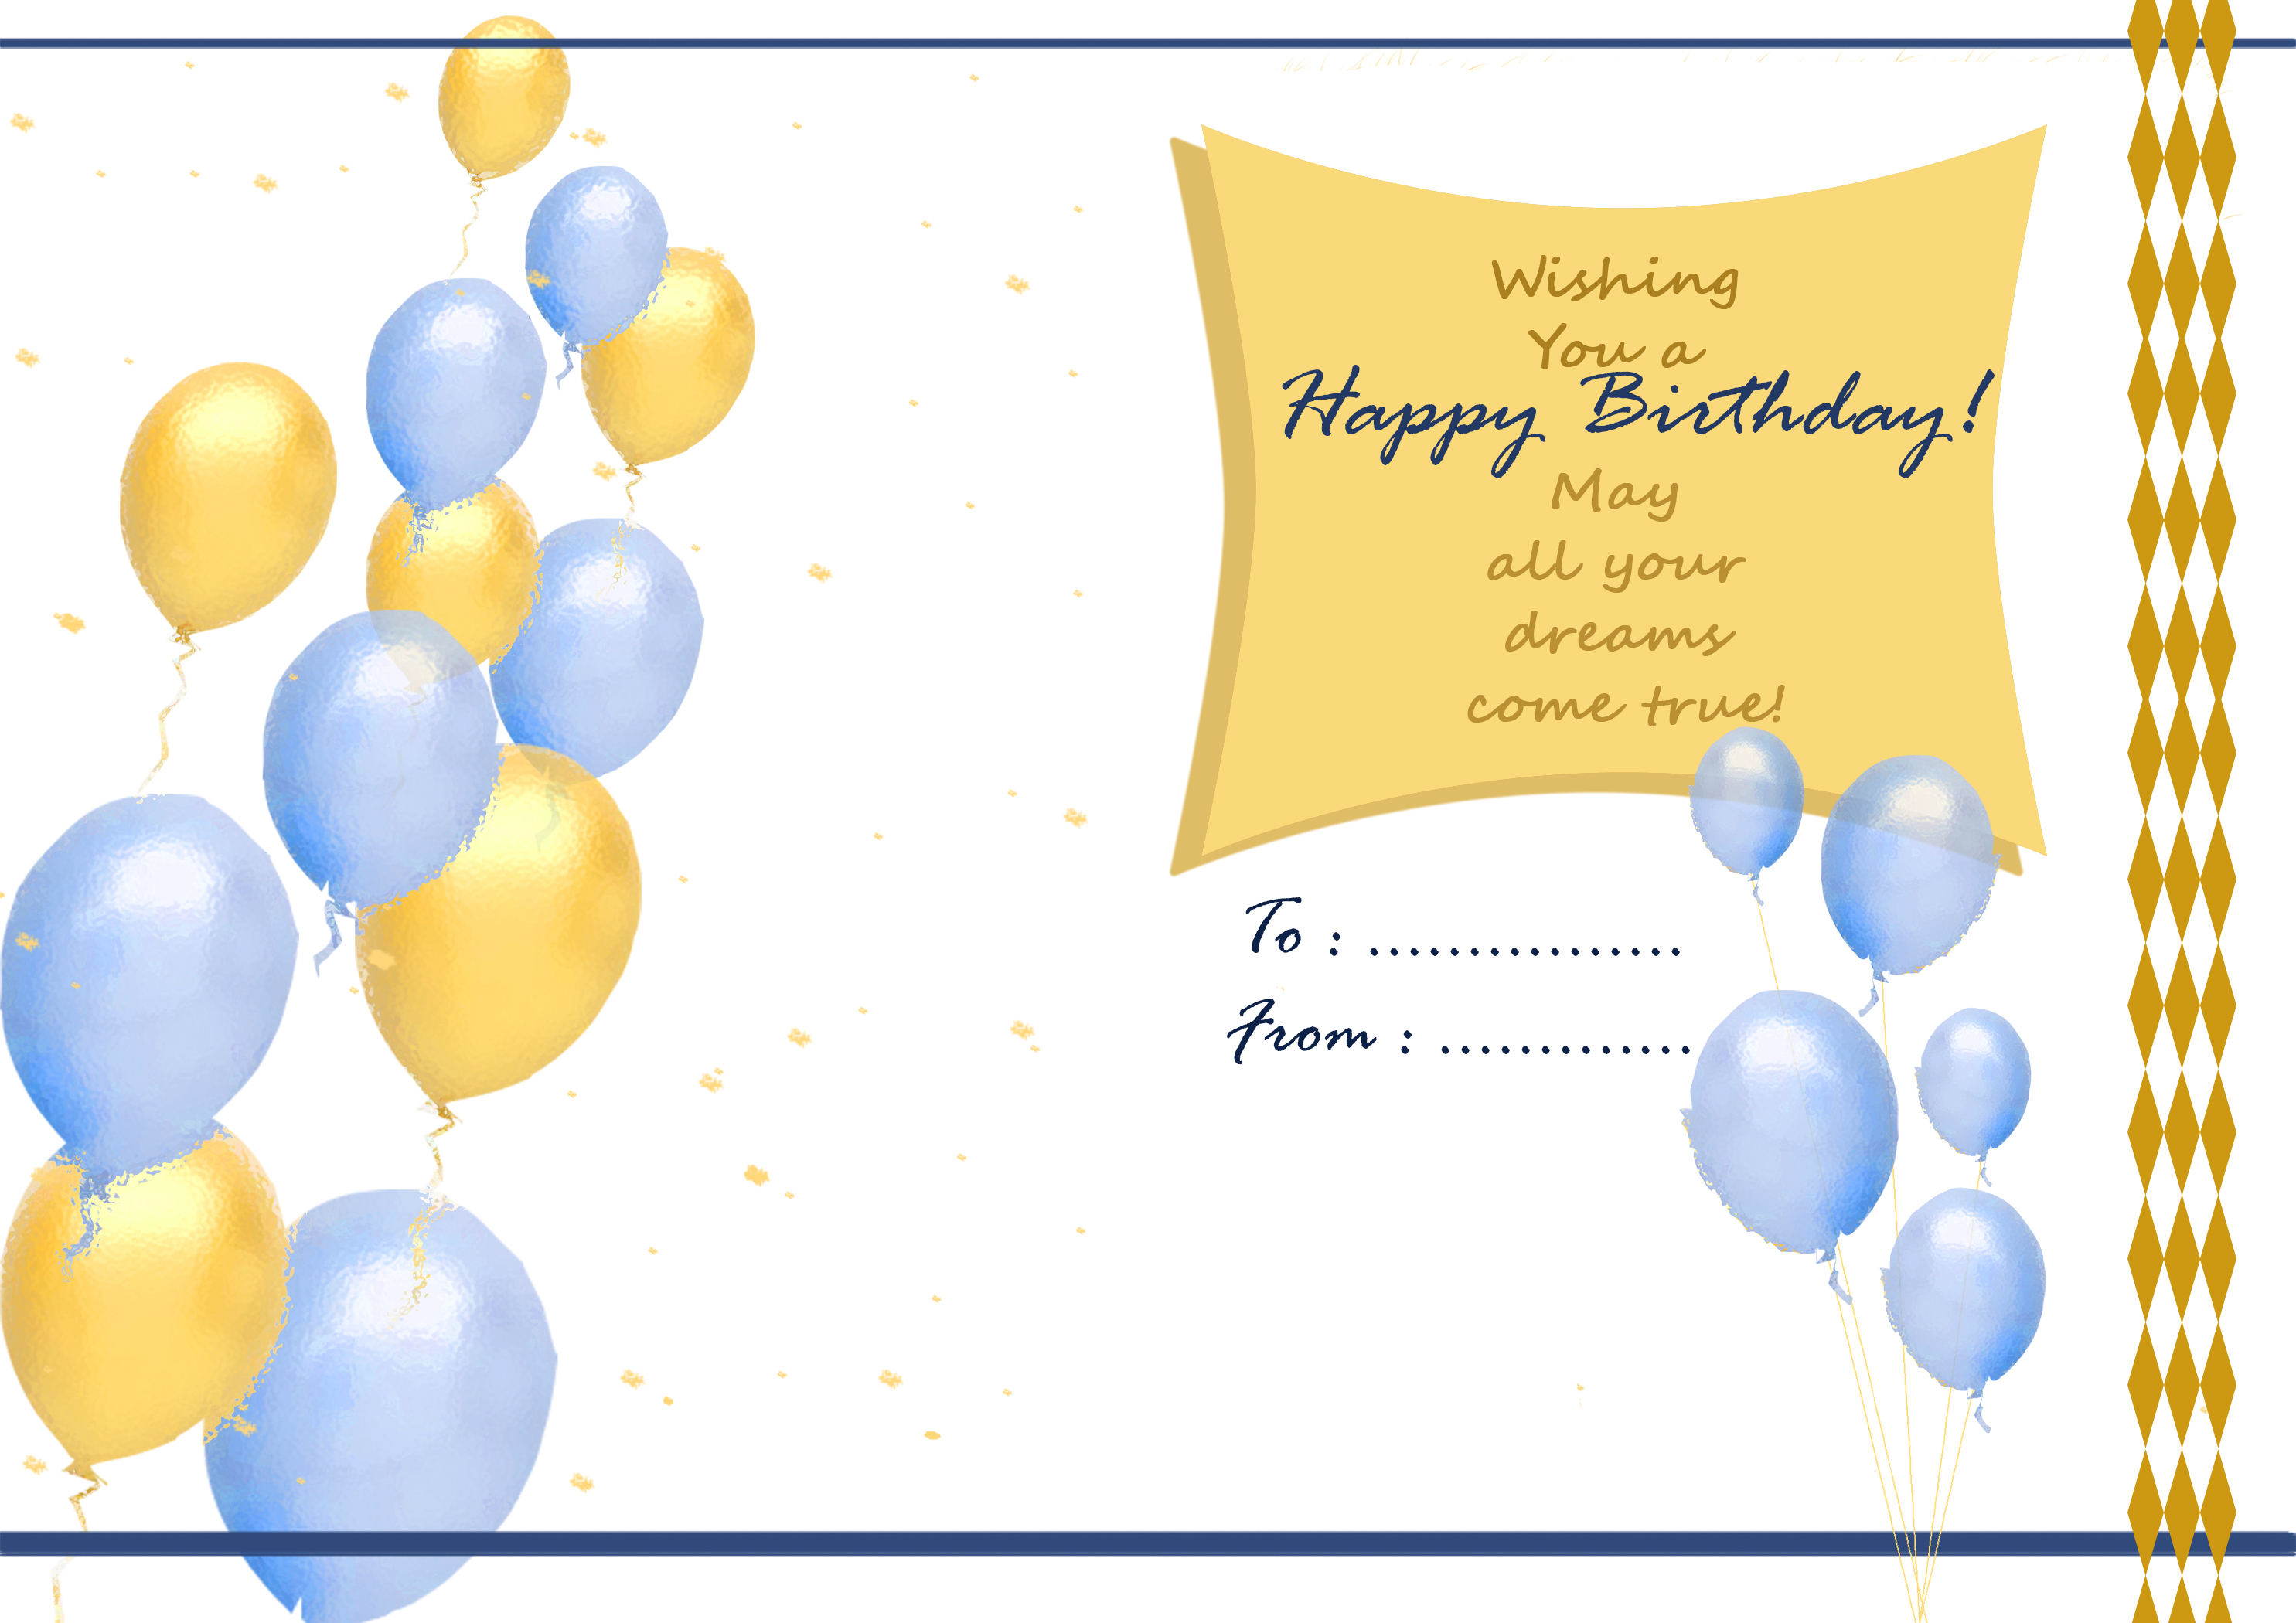 Wishing
You a
Happy Birthday!
May
all your
dreams
come true!
To : ...............
From : .............